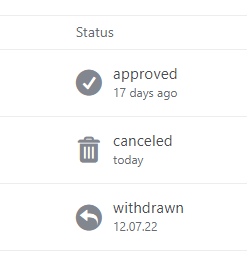 Status
approved
17 days ago
canceled
today
withdrawn
12.07.22